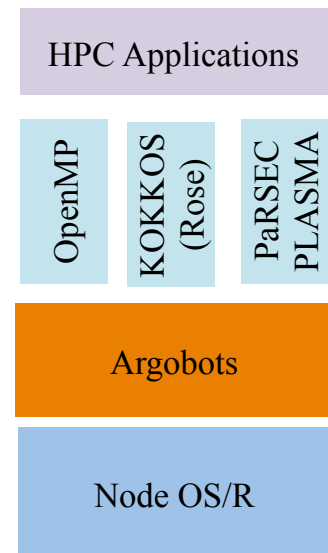 HPC Applications
OpenMP
KOKKOS
(Rose)
PaRSEC
PLASMA
Argobots
Node OS/R